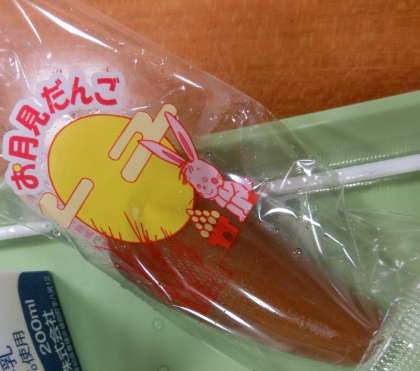 お月見だんご
200ml
株式会社
使用
乳